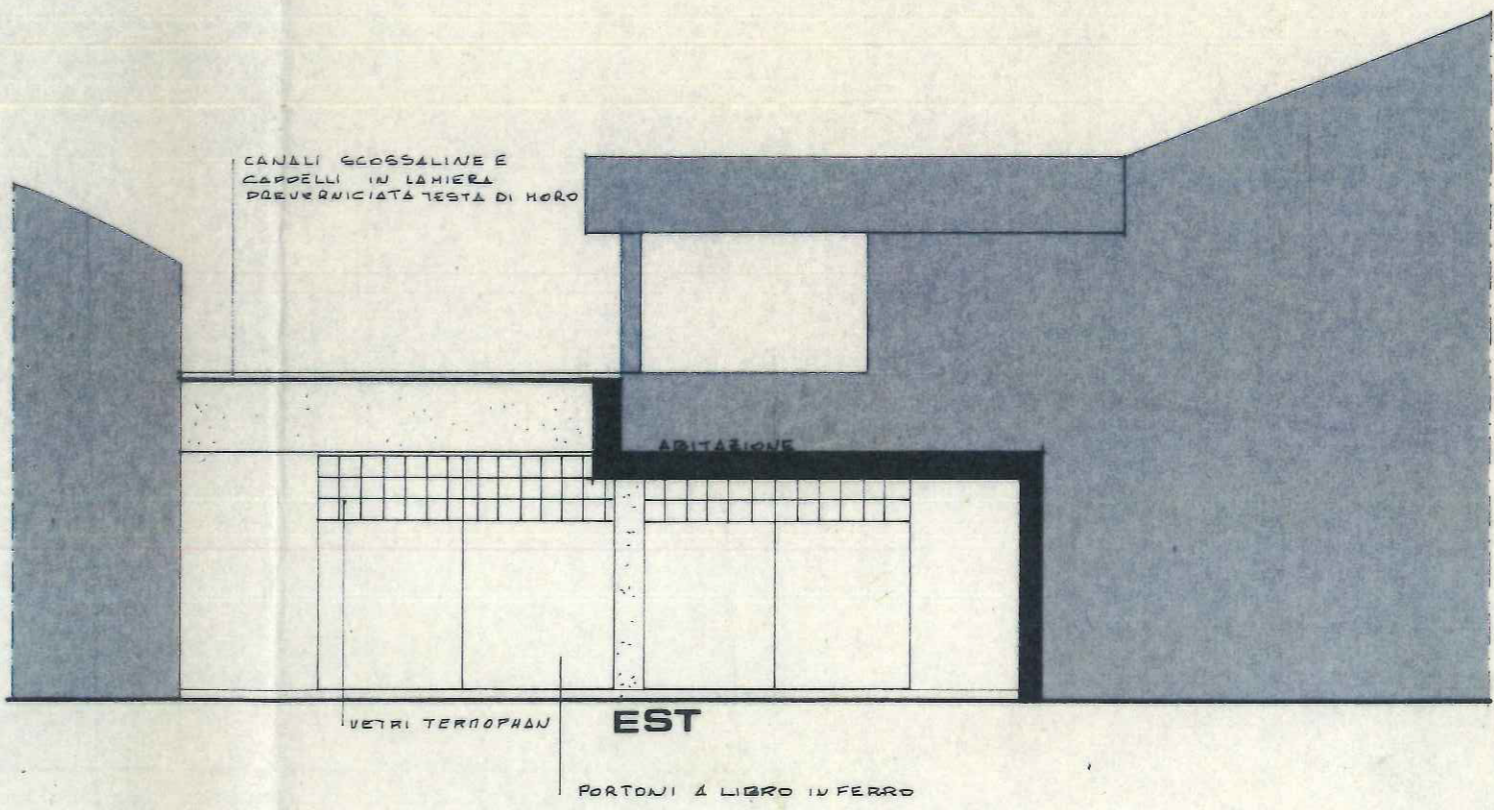 CANALI SCOSSALINE E
CAPPELLI IN LAMIERA
PREVERNICIATA TESTA DI MORO
ABITAZIONE
VETRI TERMOPHAN
EST
PORTONI A LIBRO IN FERRO